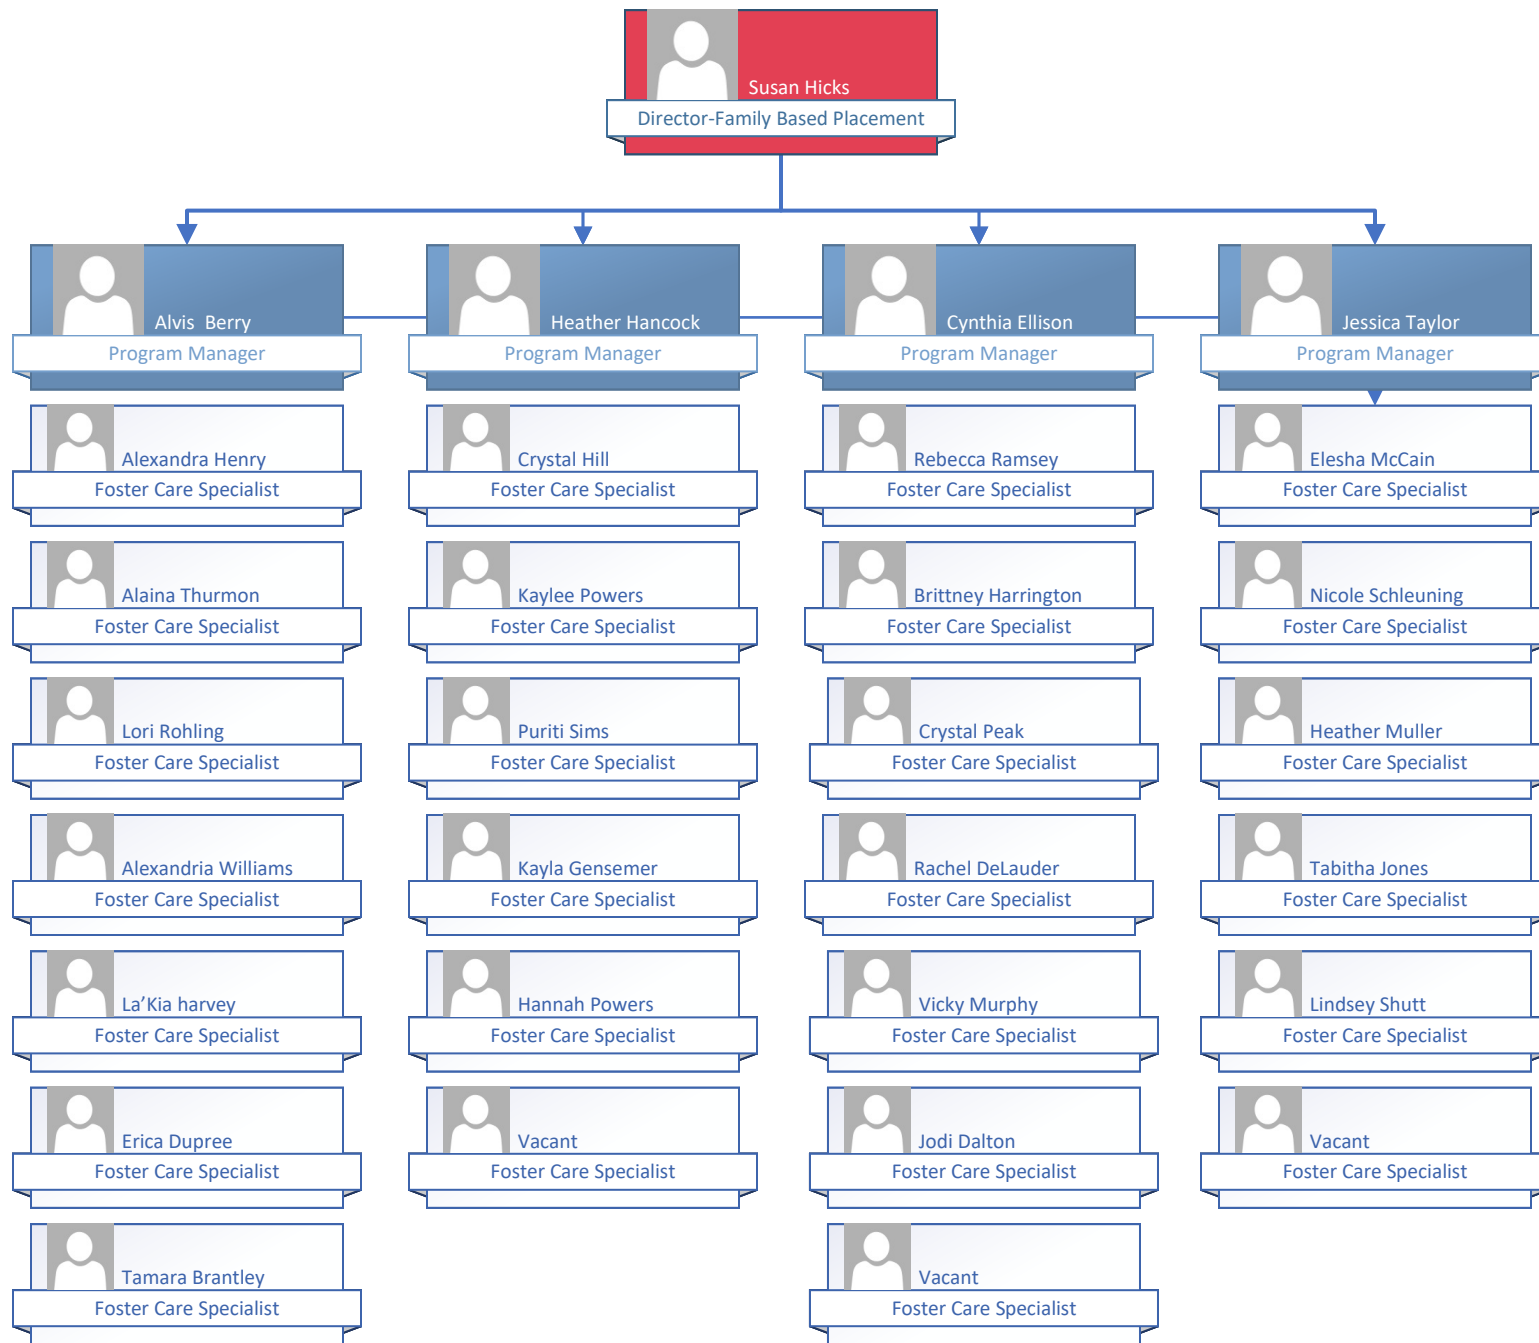 Susan Hicks
Director-Family Based Placement
Alvis  Berry
Program Manager
Heather Hancock
Program Manager
Cynthia Ellison
Program Manager
Jessica Taylor
Program Manager
Alexandra Henry
Foster Care Specialist
Crystal Hill
Foster Care Specialist
Rebecca Ramsey
Foster Care Specialist
Elesha McCain
Foster Care Specialist
Alaina Thurmon
Foster Care Specialist
Kaylee Powers
Foster Care Specialist
Brittney Harrington
Foster Care Specialist
Nicole Schleuning
Foster Care Specialist
Lori Rohling
Foster Care Specialist
Puriti Sims
Foster Care Specialist
Crystal Peak
Foster Care Specialist
Heather Muller
Foster Care Specialist
Alexandria Williams
Foster Care Specialist
Kayla Gensemer
Foster Care Specialist
Rachel DeLauder
Foster Care Specialist
Tabitha Jones
Foster Care Specialist
La’Kia harvey
Foster Care Specialist
Hannah Powers
Foster Care Specialist
Vicky Murphy
Foster Care Specialist
Lindsey Shutt
Foster Care Specialist
Erica Dupree
Foster Care Specialist
Vacant
Foster Care Specialist
Jodi Dalton
Foster Care Specialist
Vacant
Foster Care Specialist
Tamara Brantley
Foster Care Specialist
Vacant
Foster Care Specialist